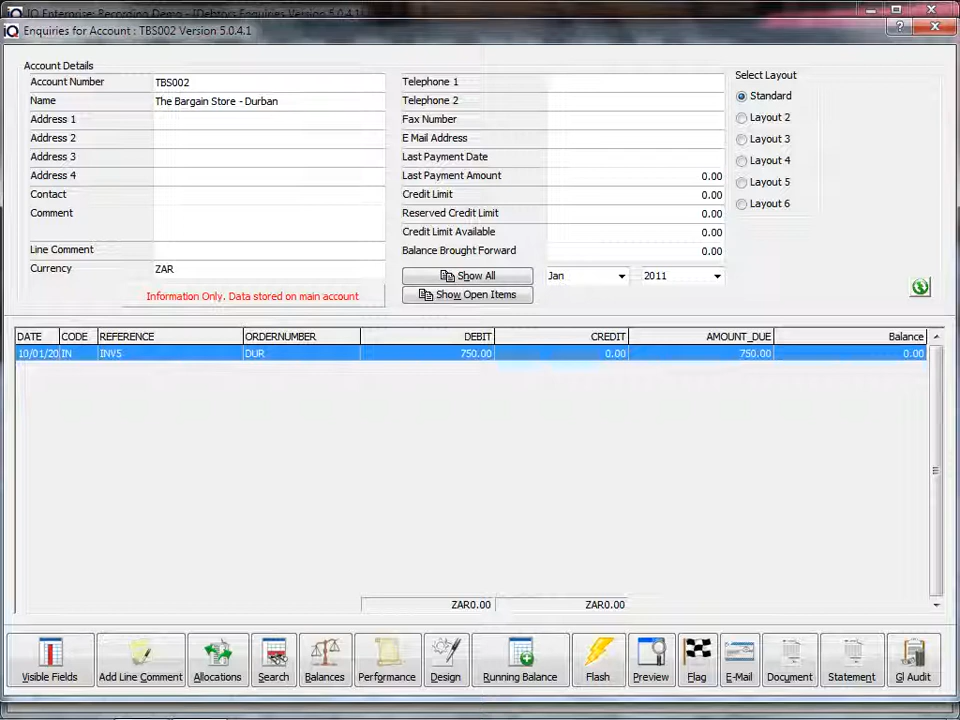 IQ Enterprise: Recording Demo - [Debtors Enquiries Version 5.0.4.1]
Enquiries for Account : TBS002 Version 5.0.4.1
Account Details
Account Number TBS002
Name The Bargain Store - Durban
Address 1
Address 2
Address 3
Address 4
Contact
Comment
Line Comment
Currency ZAR
Information Only. Data stored on main account
Telephone 1
Telephone 2
Fax Number
E Mail Address
Last Payment Date
Last Payment Amount 0.00
Credit Limit 0.00
Reserved Credit Limit 0.00
Credit Limit Available 0.00
Balance Brought Forward 0.00
Show All Jan 2011
Show Open Items
Select Layout
Standard
Layout 2
Layout 3
Layout 4
Layout 5
Layout 6
DATE CODE REFERENCE ORDERNUMBER DEBIT CREDIT AMOUNT_DUE Balance
10/01/20 IN INV5 DUR 750.00 0.00 750.00 0.00
ZAR0.00 ZAR0.00
Visible Fields Add Line Comment Allocations Search Balances Performance Design Running Balance Flash Preview Flag E-Mail Document Statement Gl Audit